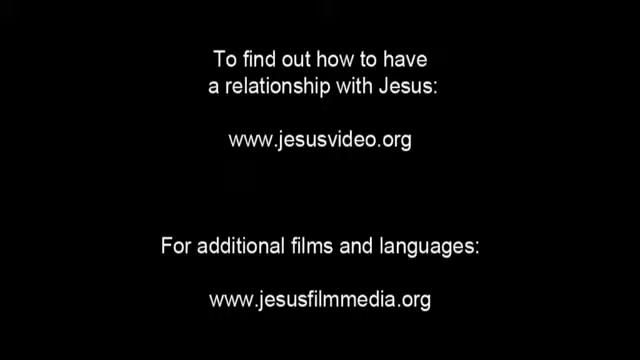 To find out how to have
a relationship with Jesus:
www.jesusvideo.org
For additional films and languages:
www.jesusfilmmedia.org